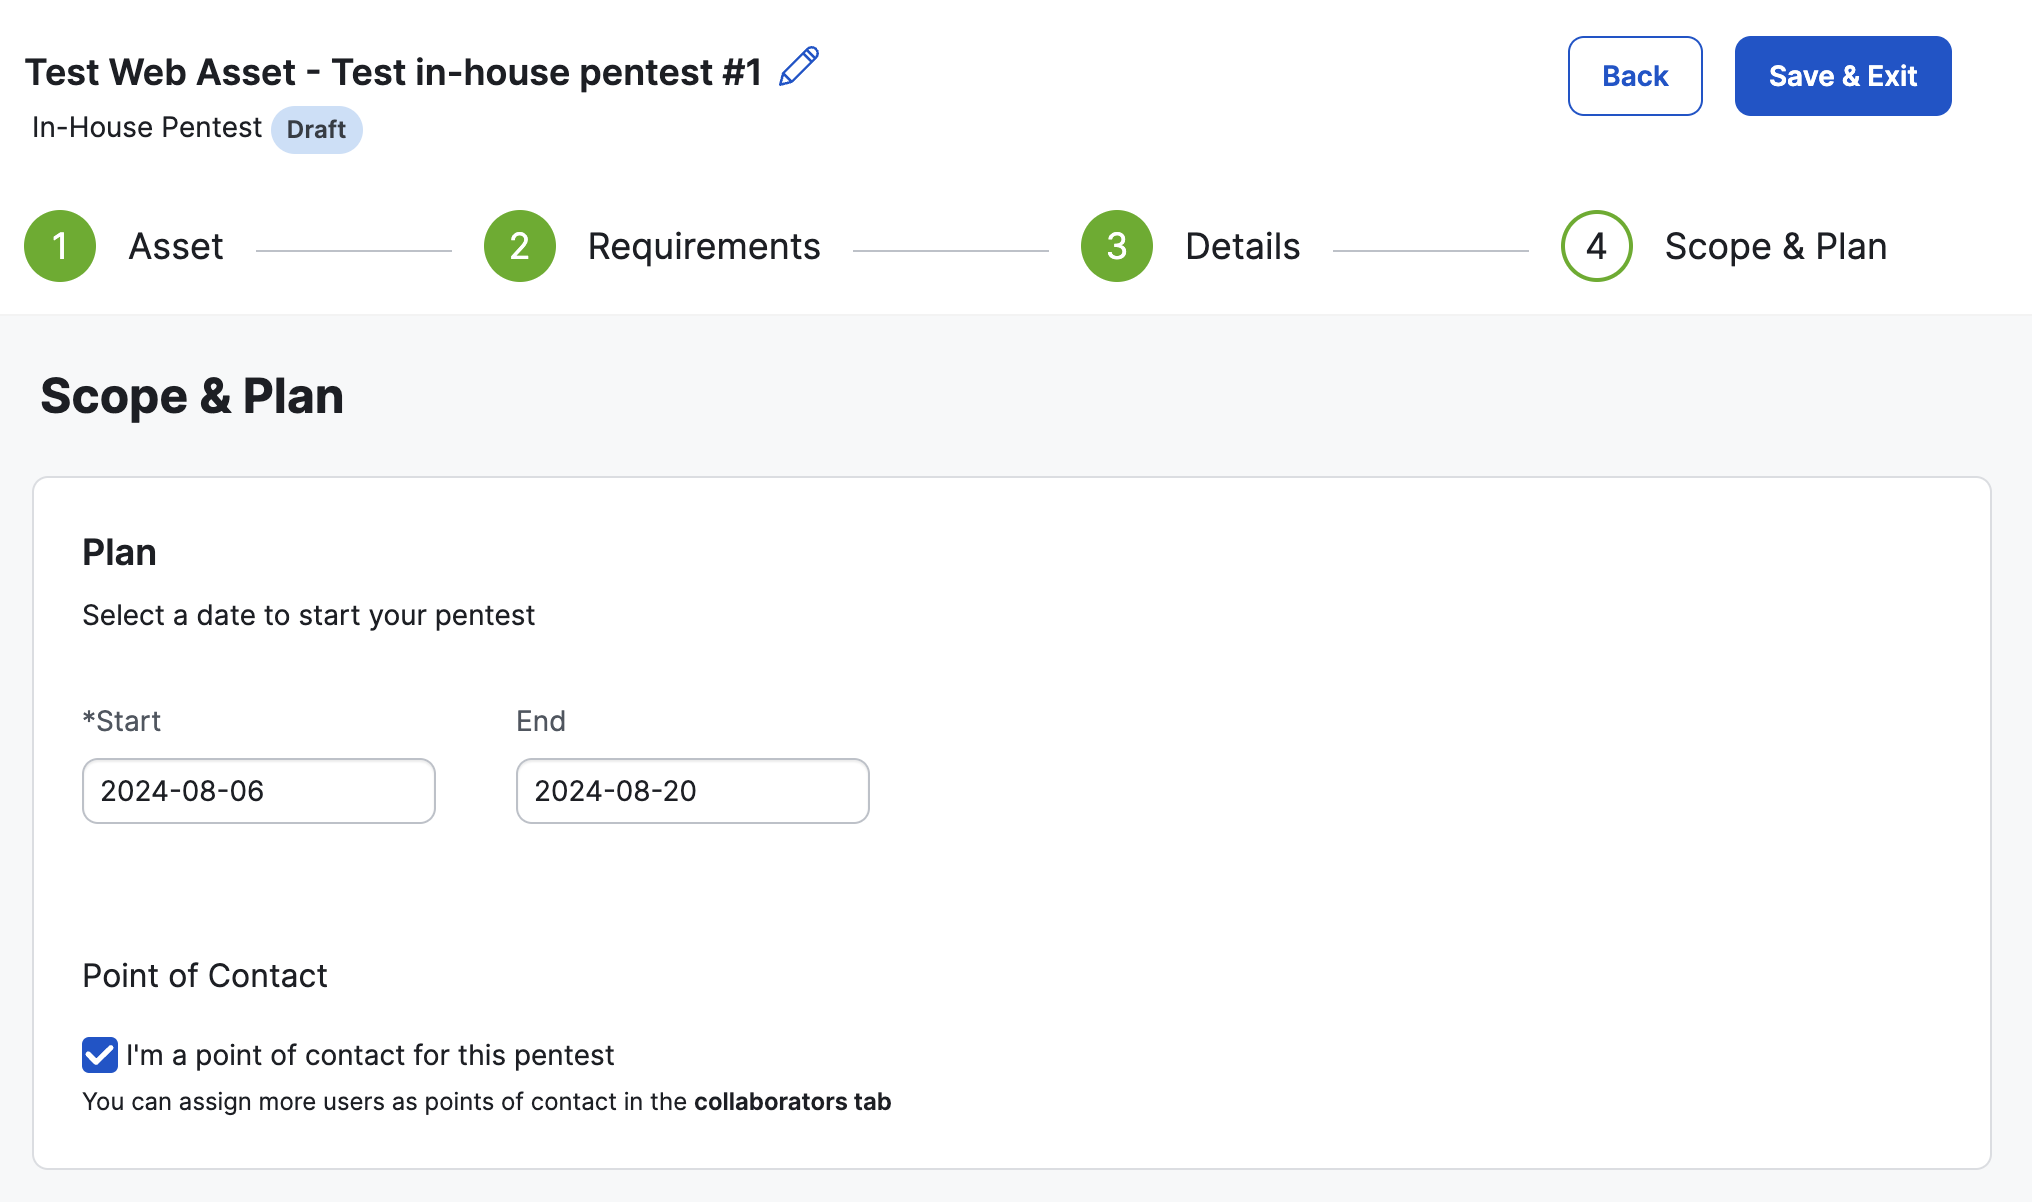 Test Web Asset - Test in-house pentest #1
Back
Save & Exit
In-House Pentest Draft
1 Asset 2 Requirements 3 Details 4 Scope & Plan
Scope & Plan
Plan
Select a date to start your pentest
*Start End
2024-08-06 2024-08-20
Point of Contact
I'm a point of contact for this pentest
You can assign more users as points of contact in the collaborators tab